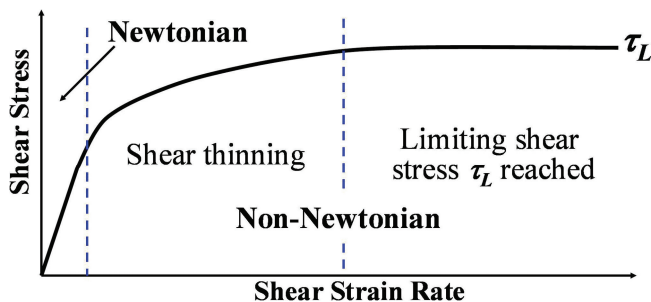 Newtonian
τL
Shear Stress
Shear thinning
Limiting shear
stress τL reached
Non-Newtonian
Shear Strain Rate